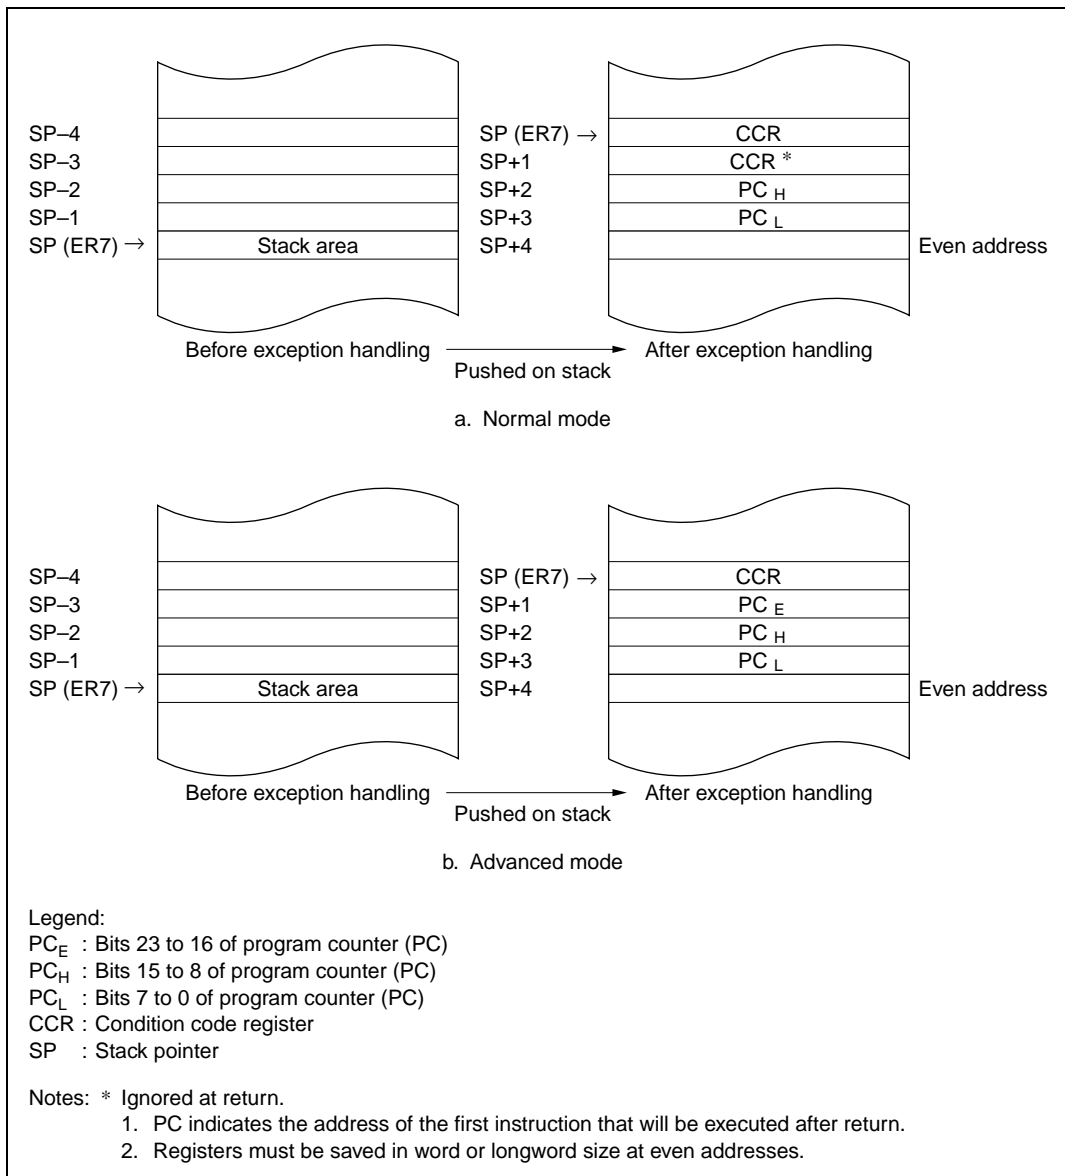 SP–4 SP (ER7) → CCR
SP–3 SP+1 CCR *
SP–2 SP+2 PC H
SP–1 SP+3 PC L
SP (ER7) → Stack area SP+4 Even address
Before exception handling After exception handling
Pushed on stack
a. Normal mode
SP–4 SP (ER7) → CCR
SP–3 SP+1 PC E
SP–2 SP+2 PC H
SP–1 SP+3 PC L
SP (ER7) → Stack area SP+4 Even address
Before exception handling After exception handling
Pushed on stack
b. Advanced mode
Legend:
PCE : Bits 23 to 16 of program counter (PC)
PCH : Bits 15 to 8 of program counter (PC)
PCL : Bits 7 to 0 of program counter (PC)
CCR : Condition code register
SP : Stack pointer
Notes: * Ignored at return.
1. PC indicates the address of the first instruction that will be executed after return.
2. Registers must be saved in word or longword size at even addresses.